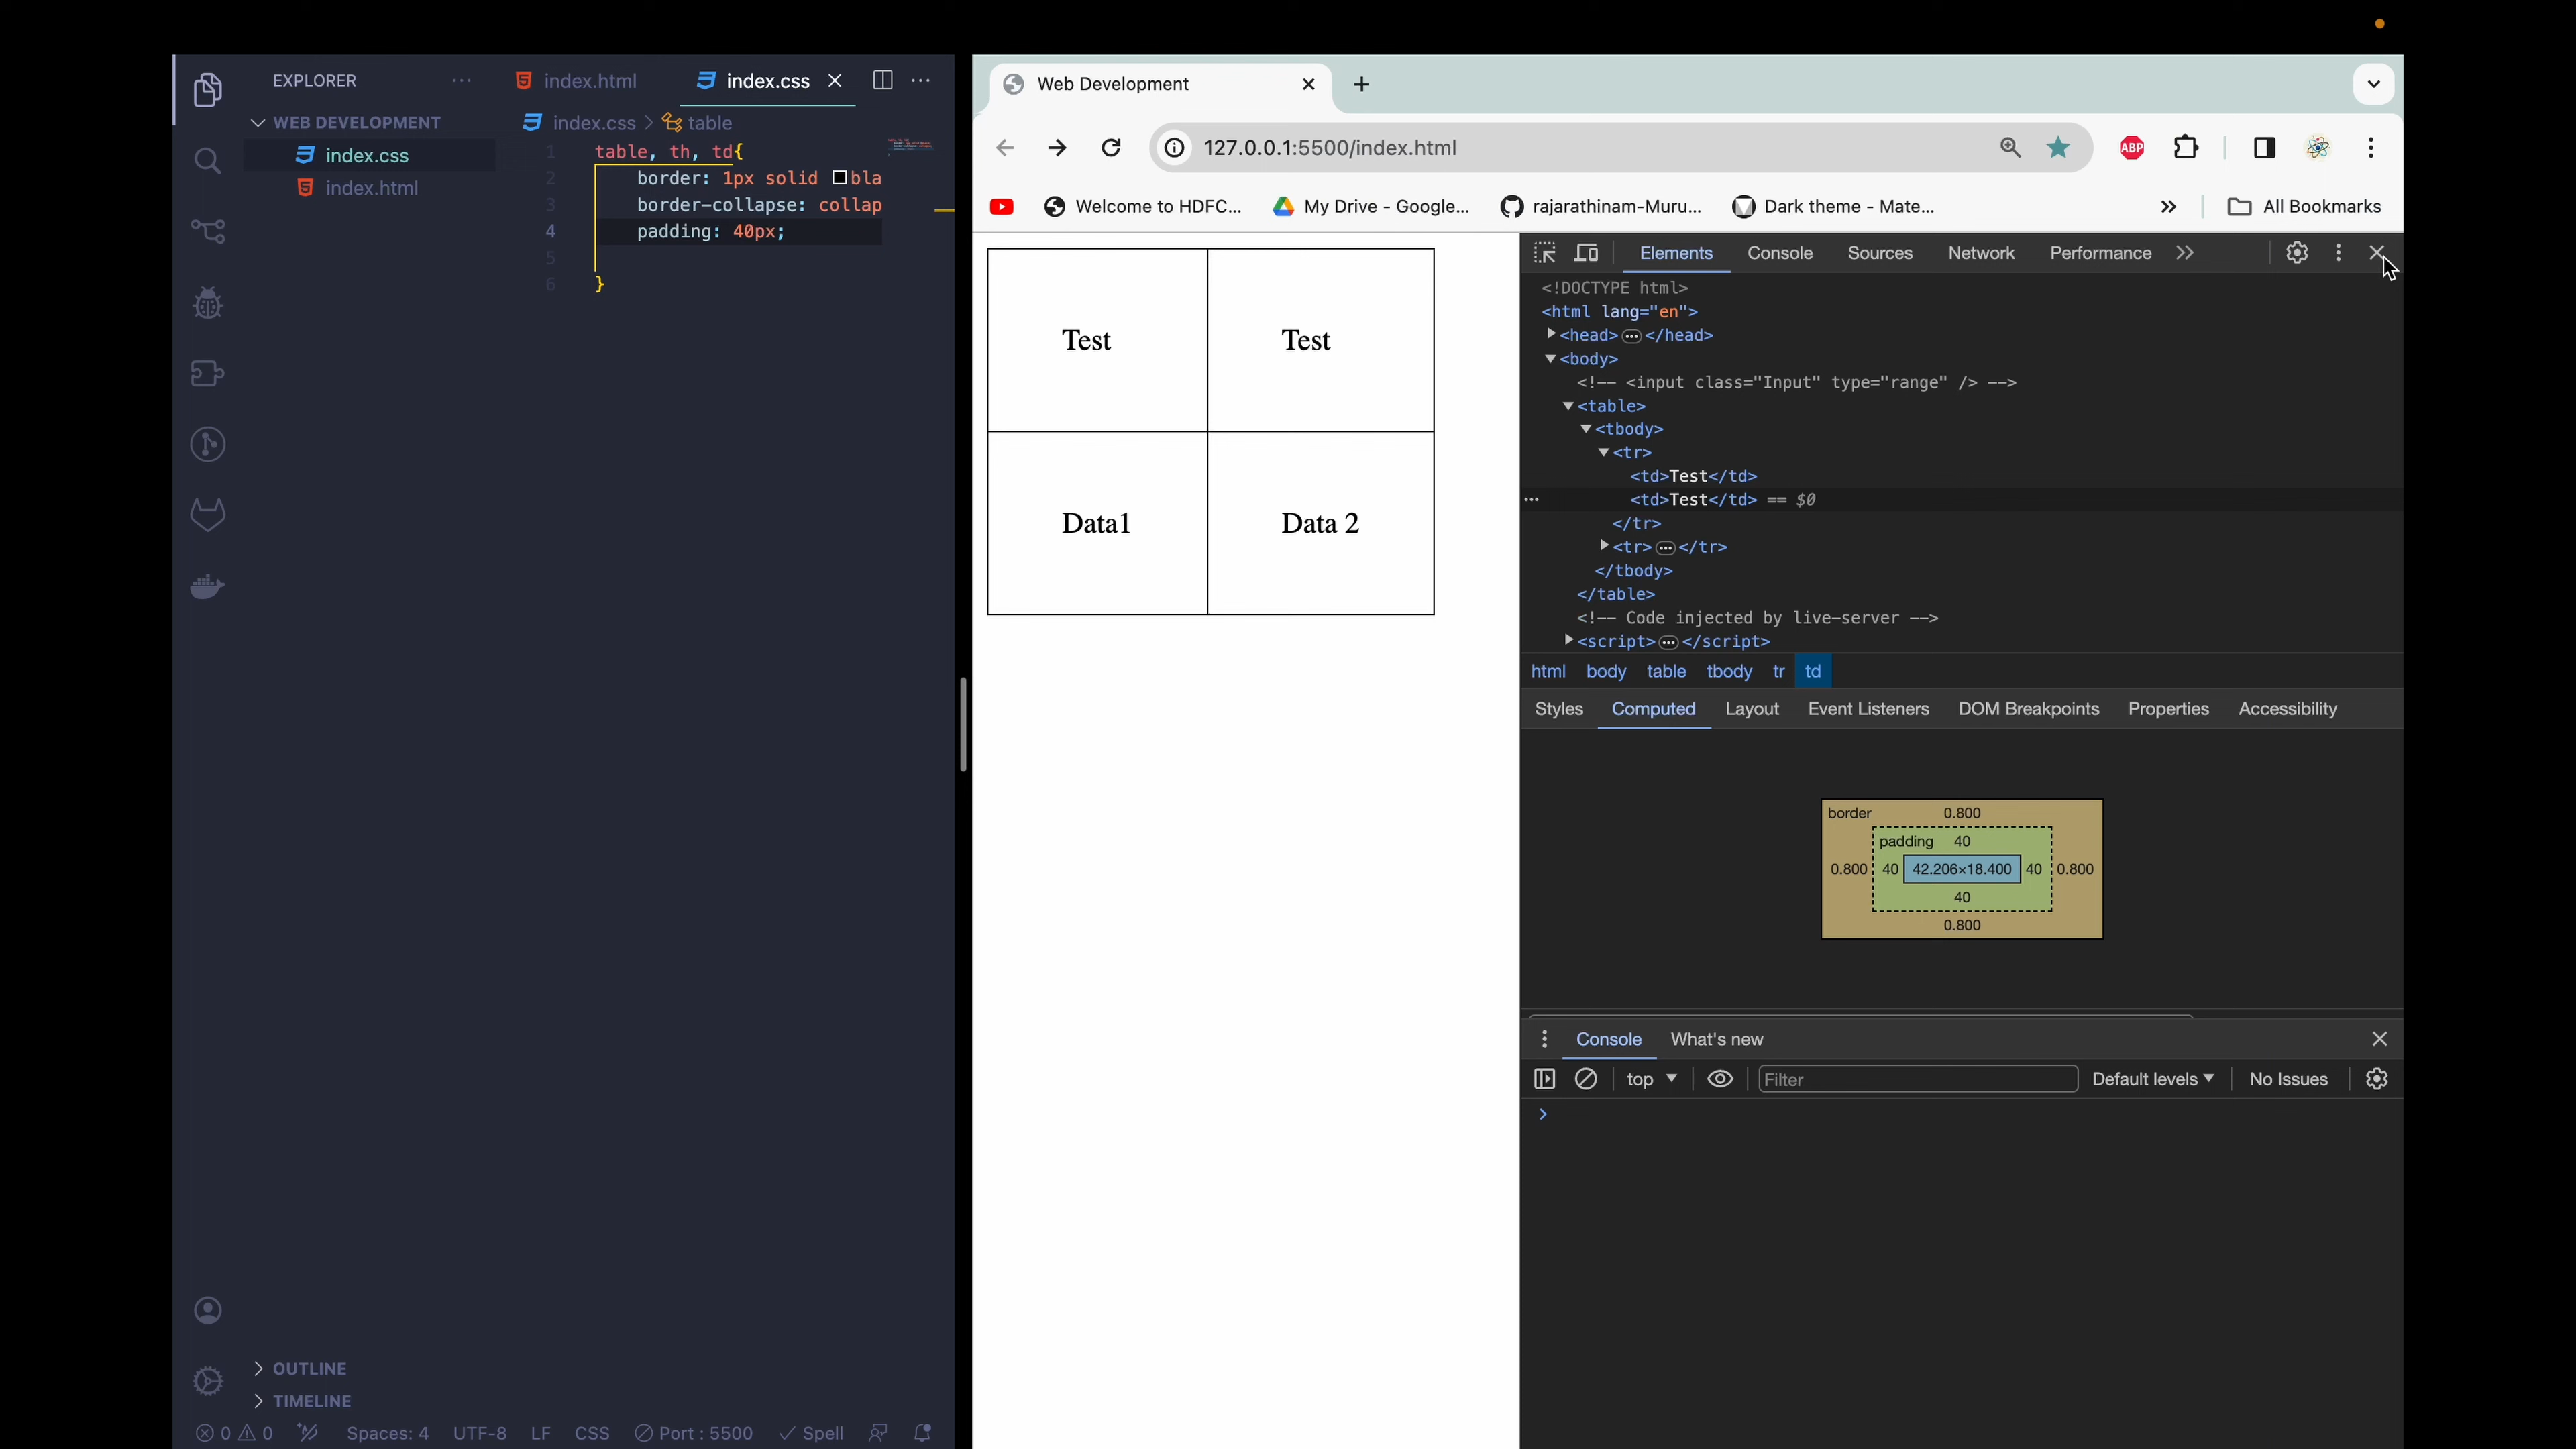 EXPLORER
WEB DEVELOPMENT
index.css
index.html
OUTLINE
TIMELINE
index.html
index.css
index.css > table
1 table, th, td{
2 border: 1px solid bla
3 border-collapse: collap
4 padding: 40px;
5
6 }
0 0
Spaces: 4 UTF-8 LF CSS Port : 5500 Spell
Web Development
127.0.0.1:5500/index.html
ABP
Welcome to HDFC... My Drive - Google... rajarathinam-Muru... Dark theme - Mate... All Bookmarks
Test Test
Data1 Data 2
Elements Console Sources Network Performance
<!DOCTYPE html>
<html lang="en">
<head>…</head>
<body>
<!-- <input class="Input" type="range" /> -->
<table>
<tbody>
<tr>
<td>Test</td>
<td>Test</td> == $0
</tr>
<tr>…</tr>
</tbody>
</table>
<!-- Code injected by live-server -->
<script>…</script>
html body table tbody tr td
Styles Computed Layout Event Listeners DOM Breakpoints Properties Accessibility
border 0.800
padding 40
0.800 40 42.206×18.400 40 0.800
40
0.800
Console What's new
top Filter Default levels No Issues